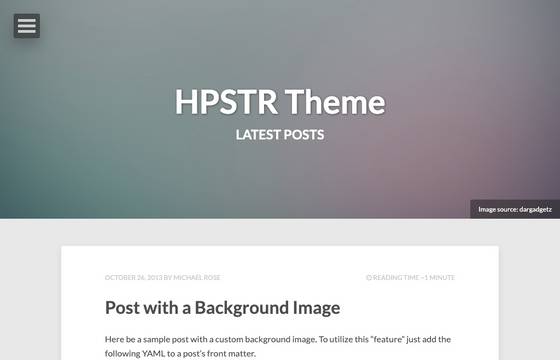 HPSTR Theme
LATEST POSTS
Image source: dargadgetz
OCTOBER 26, 2013 BY MICHAEL ROSE
READING TIME ~1 MINUTE
Post with a Background Image
Here be a sample post with a custom background image. To utilize this “feature” just add the
following YAML to a post’s front matter.